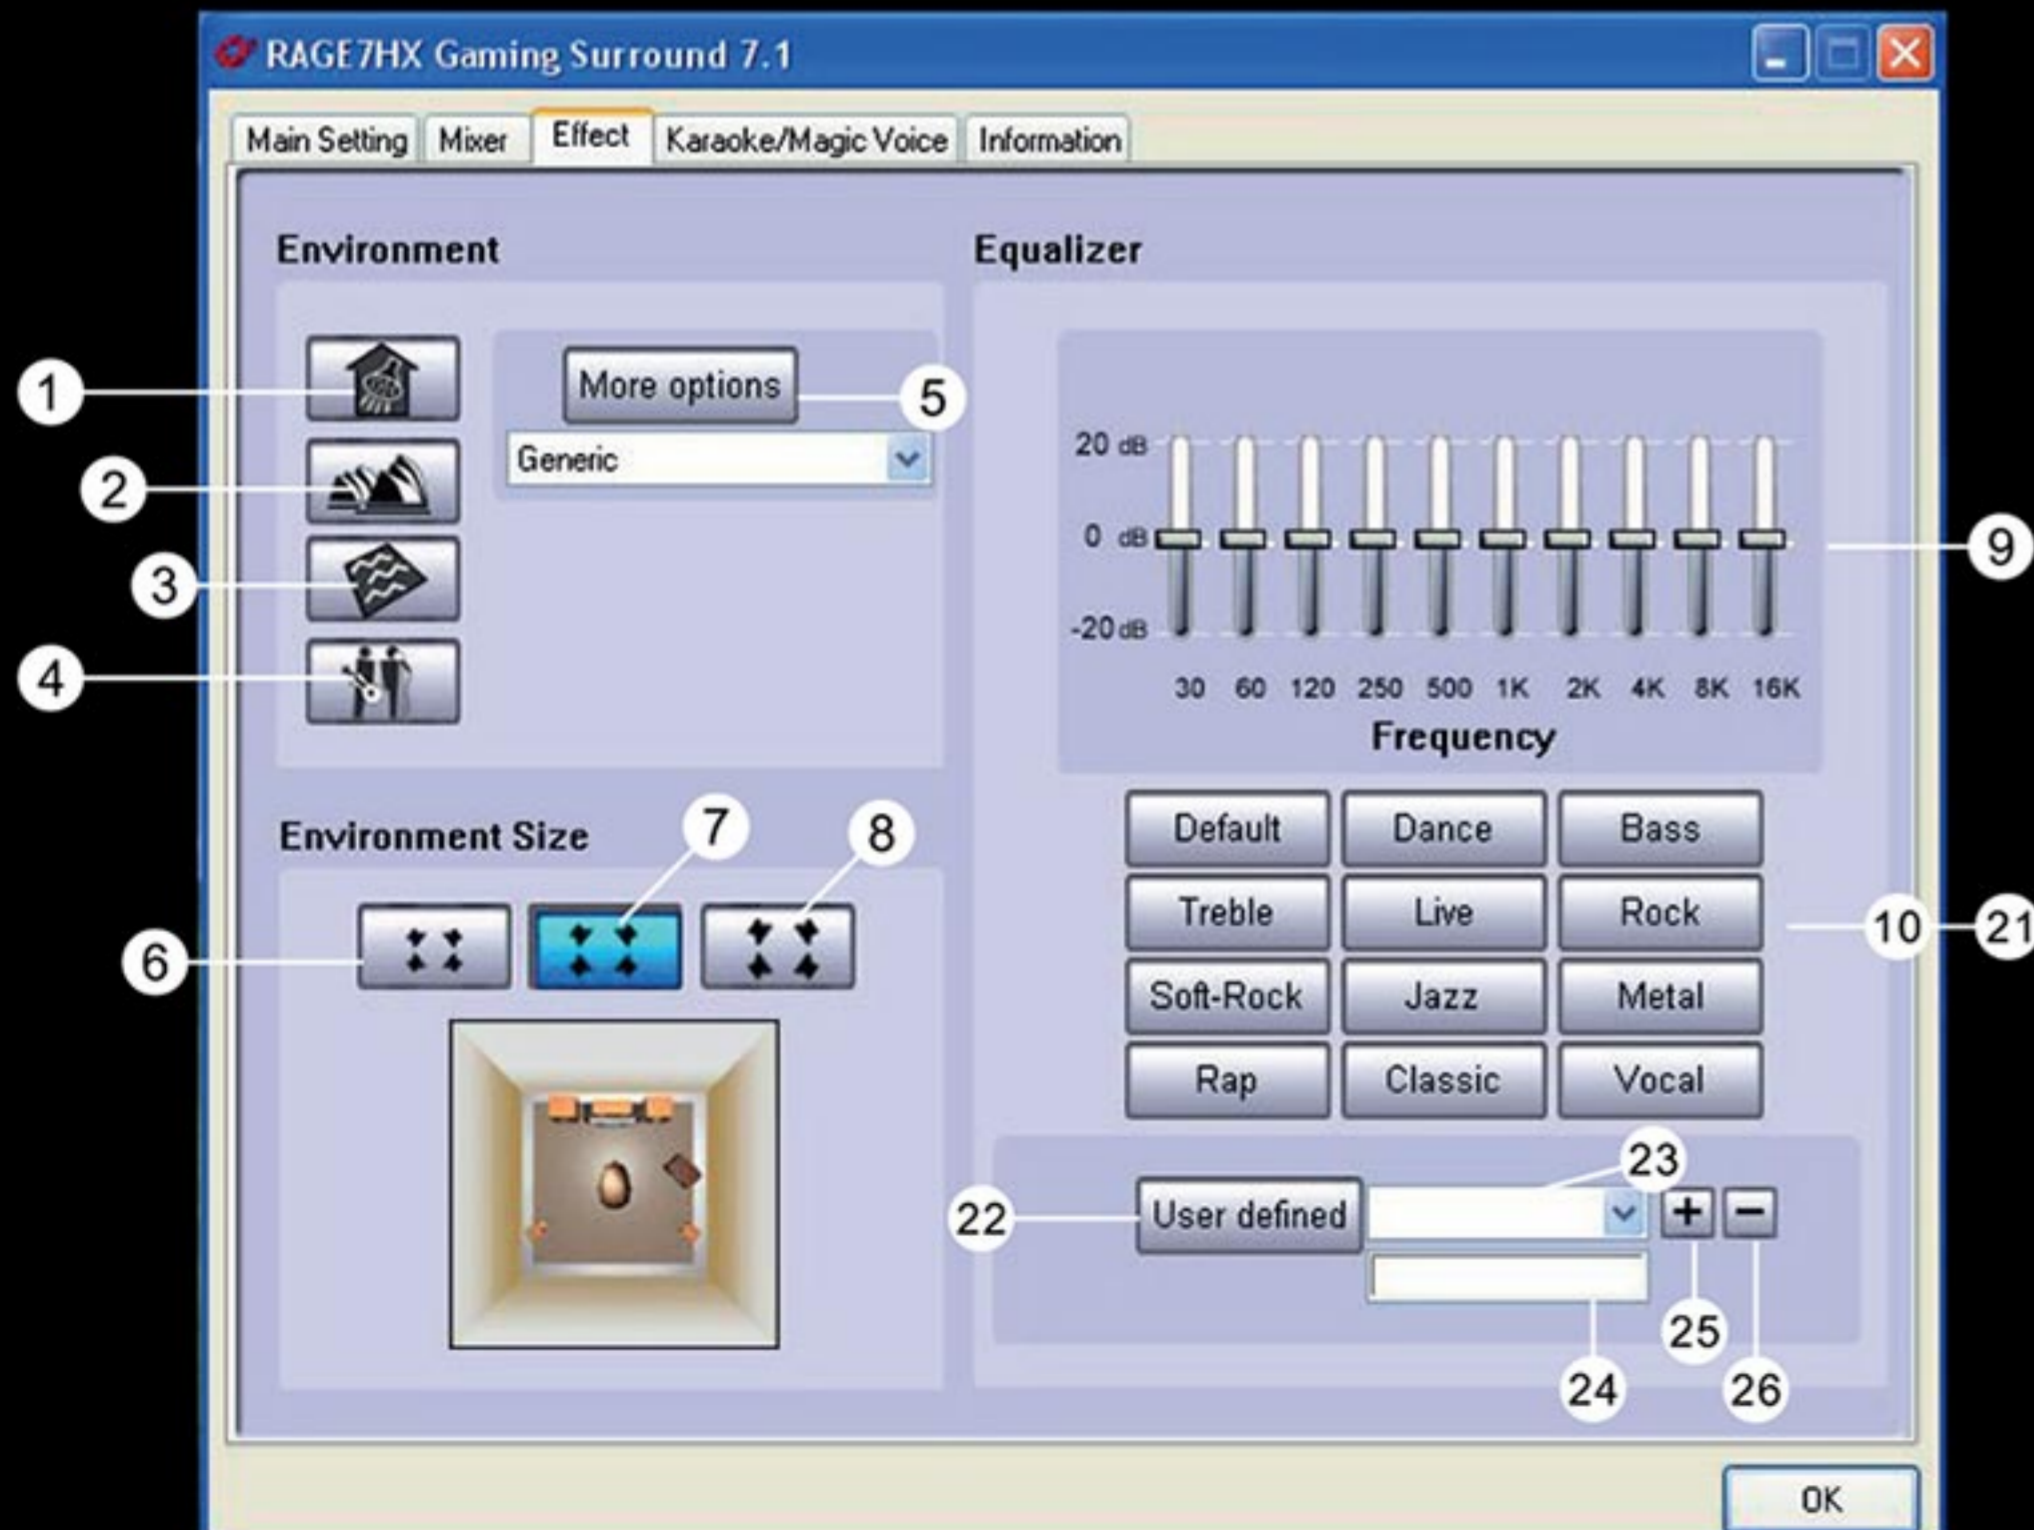 RAGE7HX Gaming Surround 7.1
Main Setting Mixer Effect Karaoke/Magic Voice Information
Environment
1
2
3
4
More options
5
Generic
Environment Size
6
7
8
Equalizer
20 dB
0 dB
-20 dB
9
30 60 120 250 500 1K 2K 4K 8K 16K
Frequency
Default Dance Bass
Treble Live Rock
10 21
Soft-Rock Jazz Metal
Rap Classic Vocal
22
User defined
23
+ -
24
25
26
OK